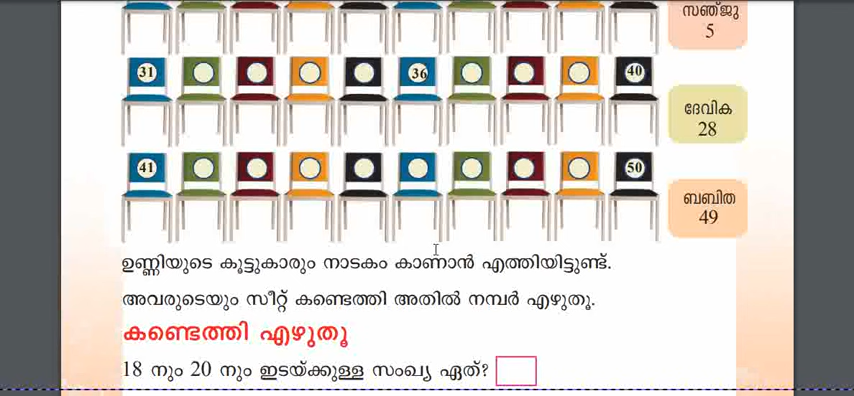 സഞ്ജു
5
31 36 40
ദേവിക
28
41 50
ബബിത
49
ഉണ്ണിയുടെ കൂട്ടുകാരും നാടകം കാണാൻ എത്തിയിട്ടുണ്ട്.
അവരുടെയും സീറ്റ് കണ്ടെത്തി അതിൽ നമ്പർ എഴുതൂ.
കണ്ടെത്തി എഴുതൂ
18 നും 20 നും ഇടയ്ക്കുള്ള സംഖ്യ ഏത്?